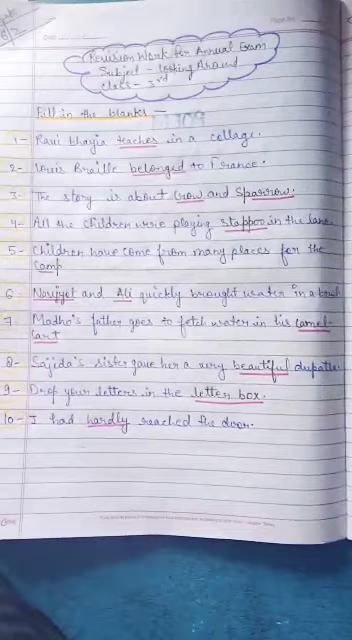 Revision Work for Annual Exam
Subject - Looking Around
Class - 3rd
Fill in the blanks -
1- Ravi bhayia teaches in a collage.
2- Louis Braille belonged to France.
3- The story is about Crow and Sparrow.
4- All the children were playing stappoo in the lane
5- Children have come from many places for the
camp
6 Navjyet and Ali quickly brought water in a bowl
7 Madho's father goes to fetch water in his camel-
cart
8- Sajida's sister gave her a very beautiful dupatta
9- Drop your letters in the letter box.
10- I had hardly reached the door.